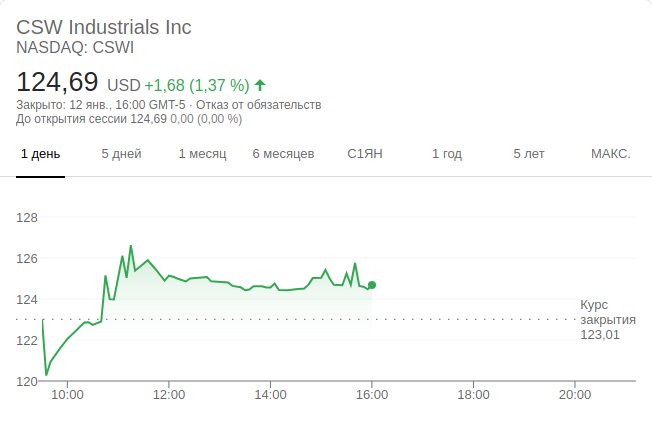 CSW Industrials Inc
NASDAQ: CSWI
124,69 USD +1,68 (1,37 %)
Закрыто: 12 янв., 16:00 GMT-5 · Отказ от обязательств
До открытия сессии 124,69 0,00 (0,00 %)
1 день 5 дней 1 месяц 6 месяцев С1ЯН 1 год 5 лет МАКС.
128
126
124
Курс
закрытия
123,01
122
120
10:00 12:00 14:00 16:00 18:00 20:00